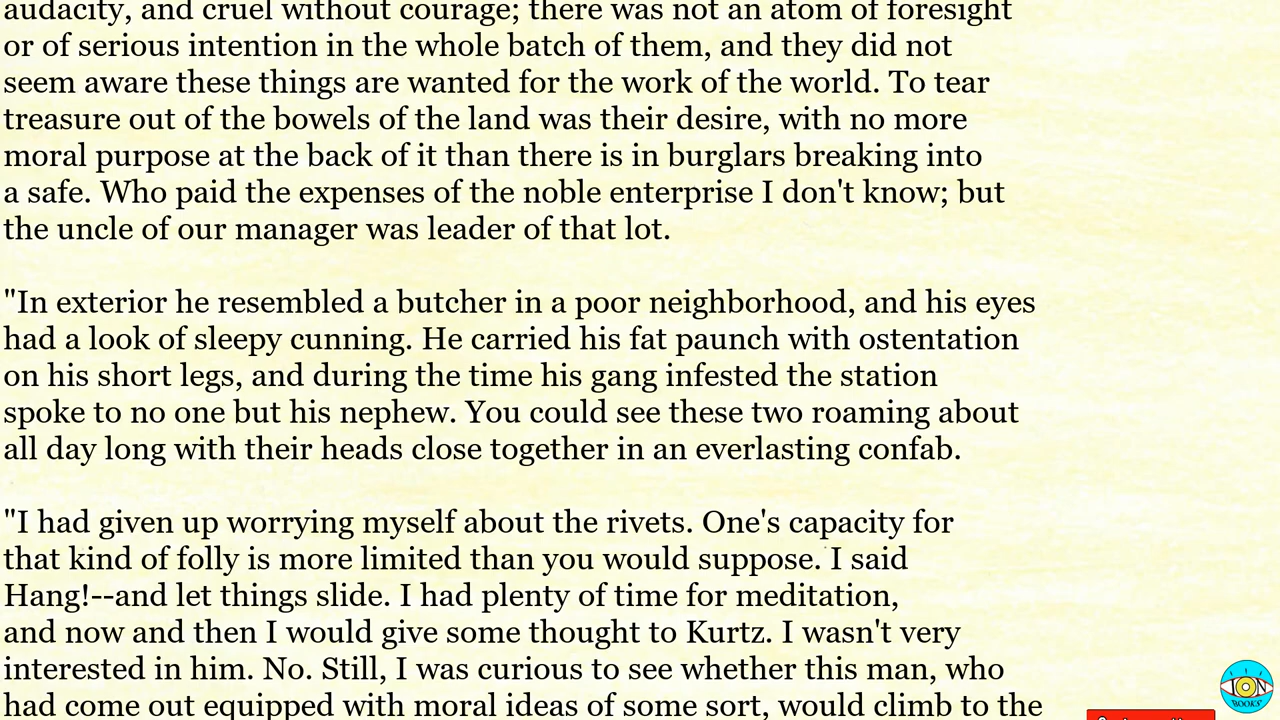 audacity, and cruel without courage; there was not an atom of foresight
or of serious intention in the whole batch of them, and they did not
seem aware these things are wanted for the work of the world. To tear
treasure out of the bowels of the land was their desire, with no more
moral purpose at the back of it than there is in burglars breaking into
a safe. Who paid the expenses of the noble enterprise I don't know; but
the uncle of our manager was leader of that lot.
"In exterior he resembled a butcher in a poor neighborhood, and his eyes
had a look of sleepy cunning. He carried his fat paunch with ostentation
on his short legs, and during the time his gang infested the station
spoke to no one but his nephew. You could see these two roaming about
all day long with their heads close together in an everlasting confab.
"I had given up worrying myself about the rivets. One's capacity for
that kind of folly is more limited than you would suppose. I said
Hang!--and let things slide. I had plenty of time for meditation,
and now and then I would give some thought to Kurtz. I wasn't very
interested in him. No. Still, I was curious to see whether this man, who
had come out equipped with moral ideas of some sort, would climb to the
ION
BOOKS